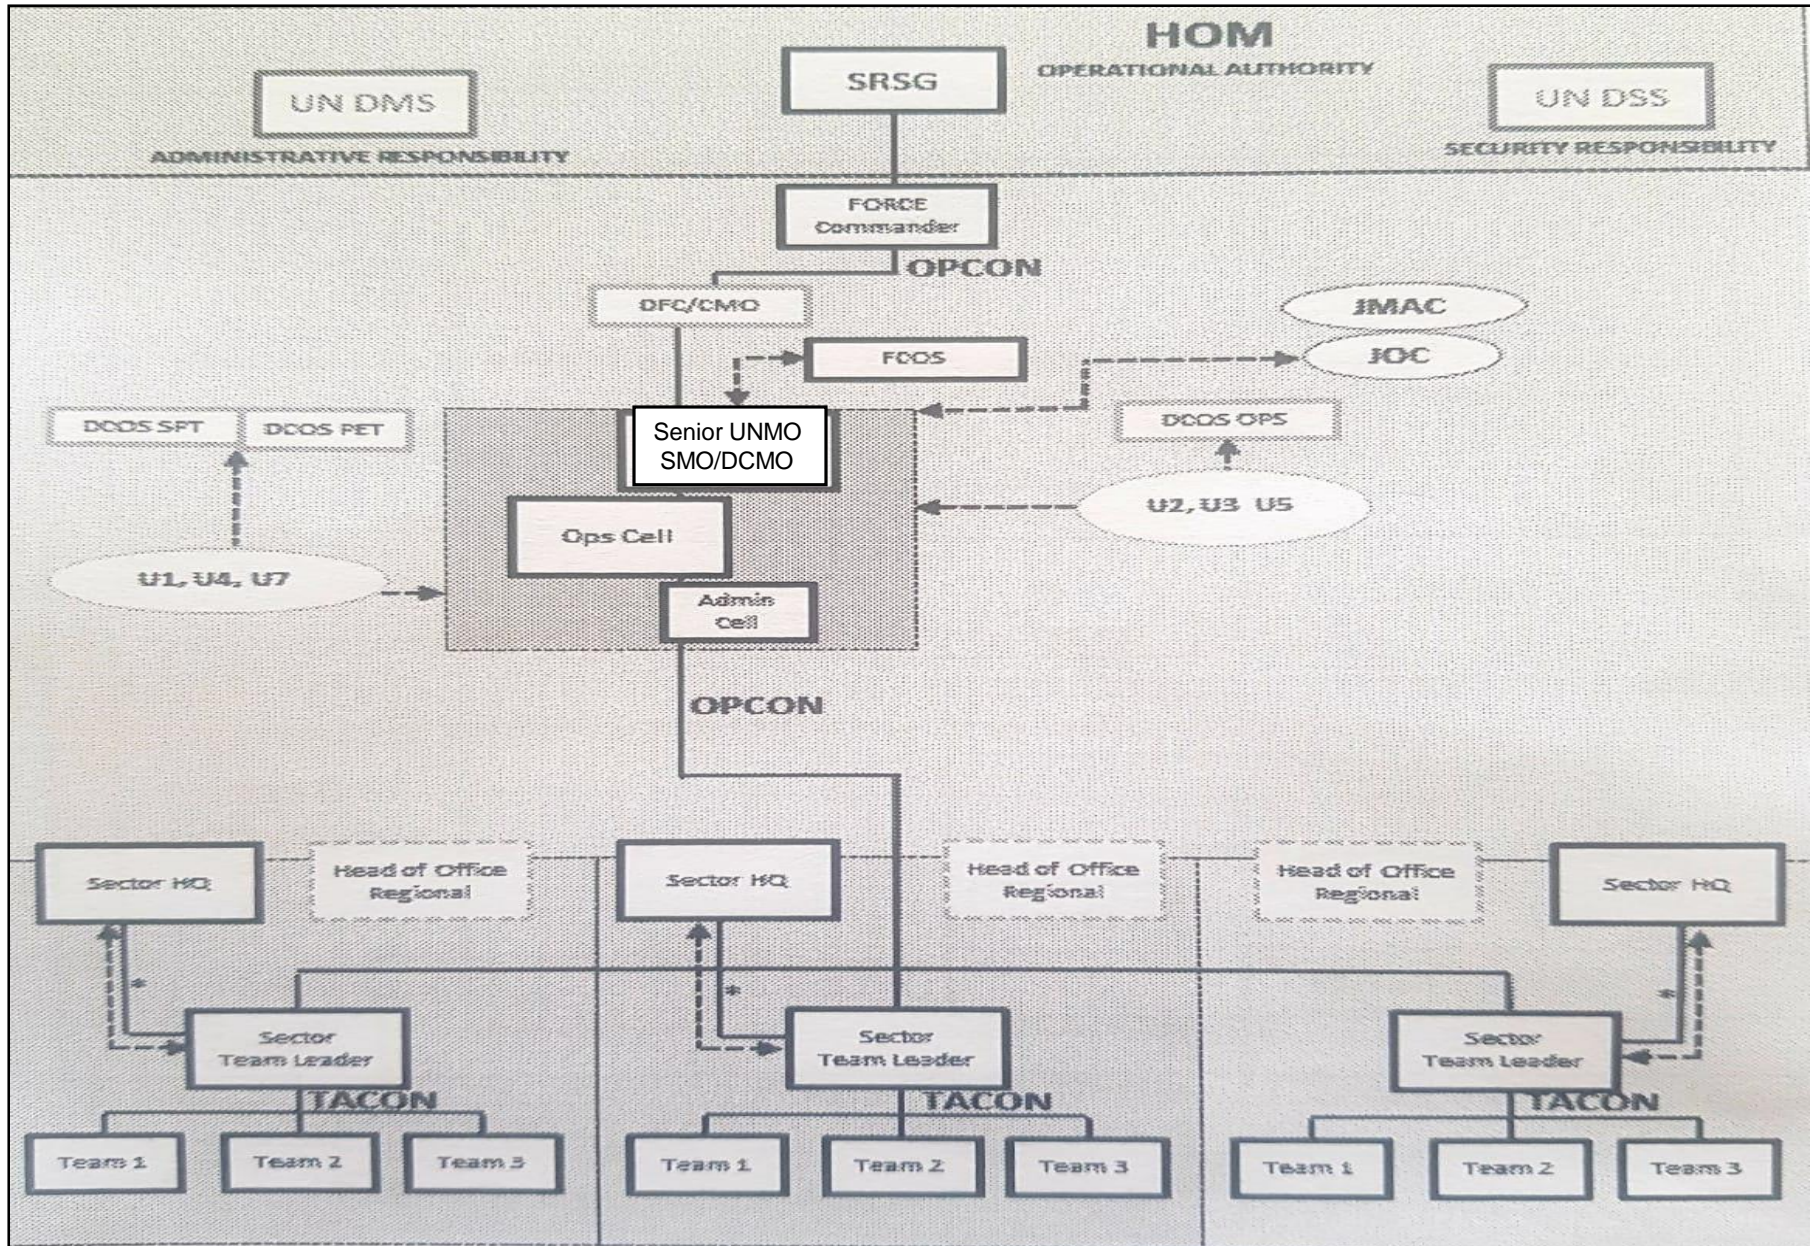 HOM
OPERATIONAL AUTHORITY
SRSG
UN DMS
UN DSS
ADMINISTRATIVE RESPONSIBILITY
SECURITY RESPONSIBILITY
FORCE
Commander
OPCON
DFC/CMO
JMAC
FCOS
JOC
DCOS SPT
DCOS PET
Senior UNMO
SMO/DCMO
DCOS OPS
U2, U3 U5
Ops Cell
U1, U4, U7
Admin
Cell
OPCON
Sector HQ
Head of Office
Regional
Sector HQ
Head of Office
Regional
Head of Office
Regional
Sector HQ
*
*
*
Sector
Team Leader
Sector
Team Leader
Sector
Team Leader
TACON
TACON
TACON
Team 1
Team 2
Team 3
Team 1
Team 2
Team 3
Team 1
Team 2
Team 3